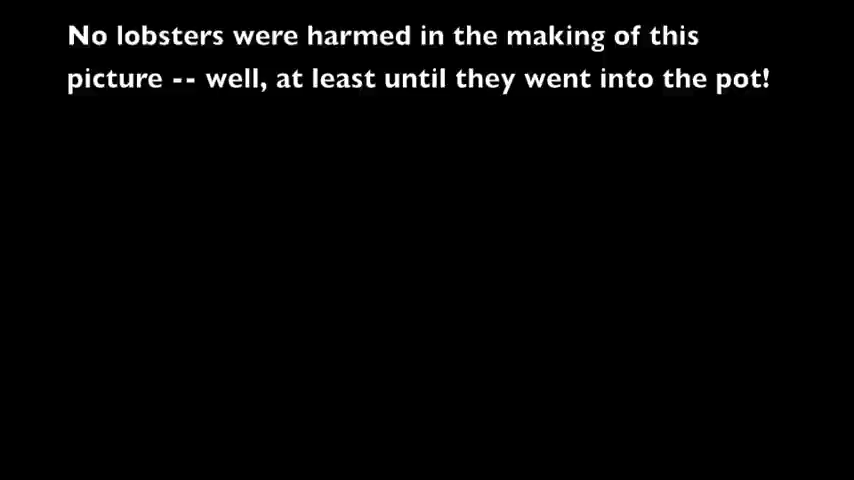 No lobsters were harmed in the making of this
picture -- well, at least until they went into the pot!